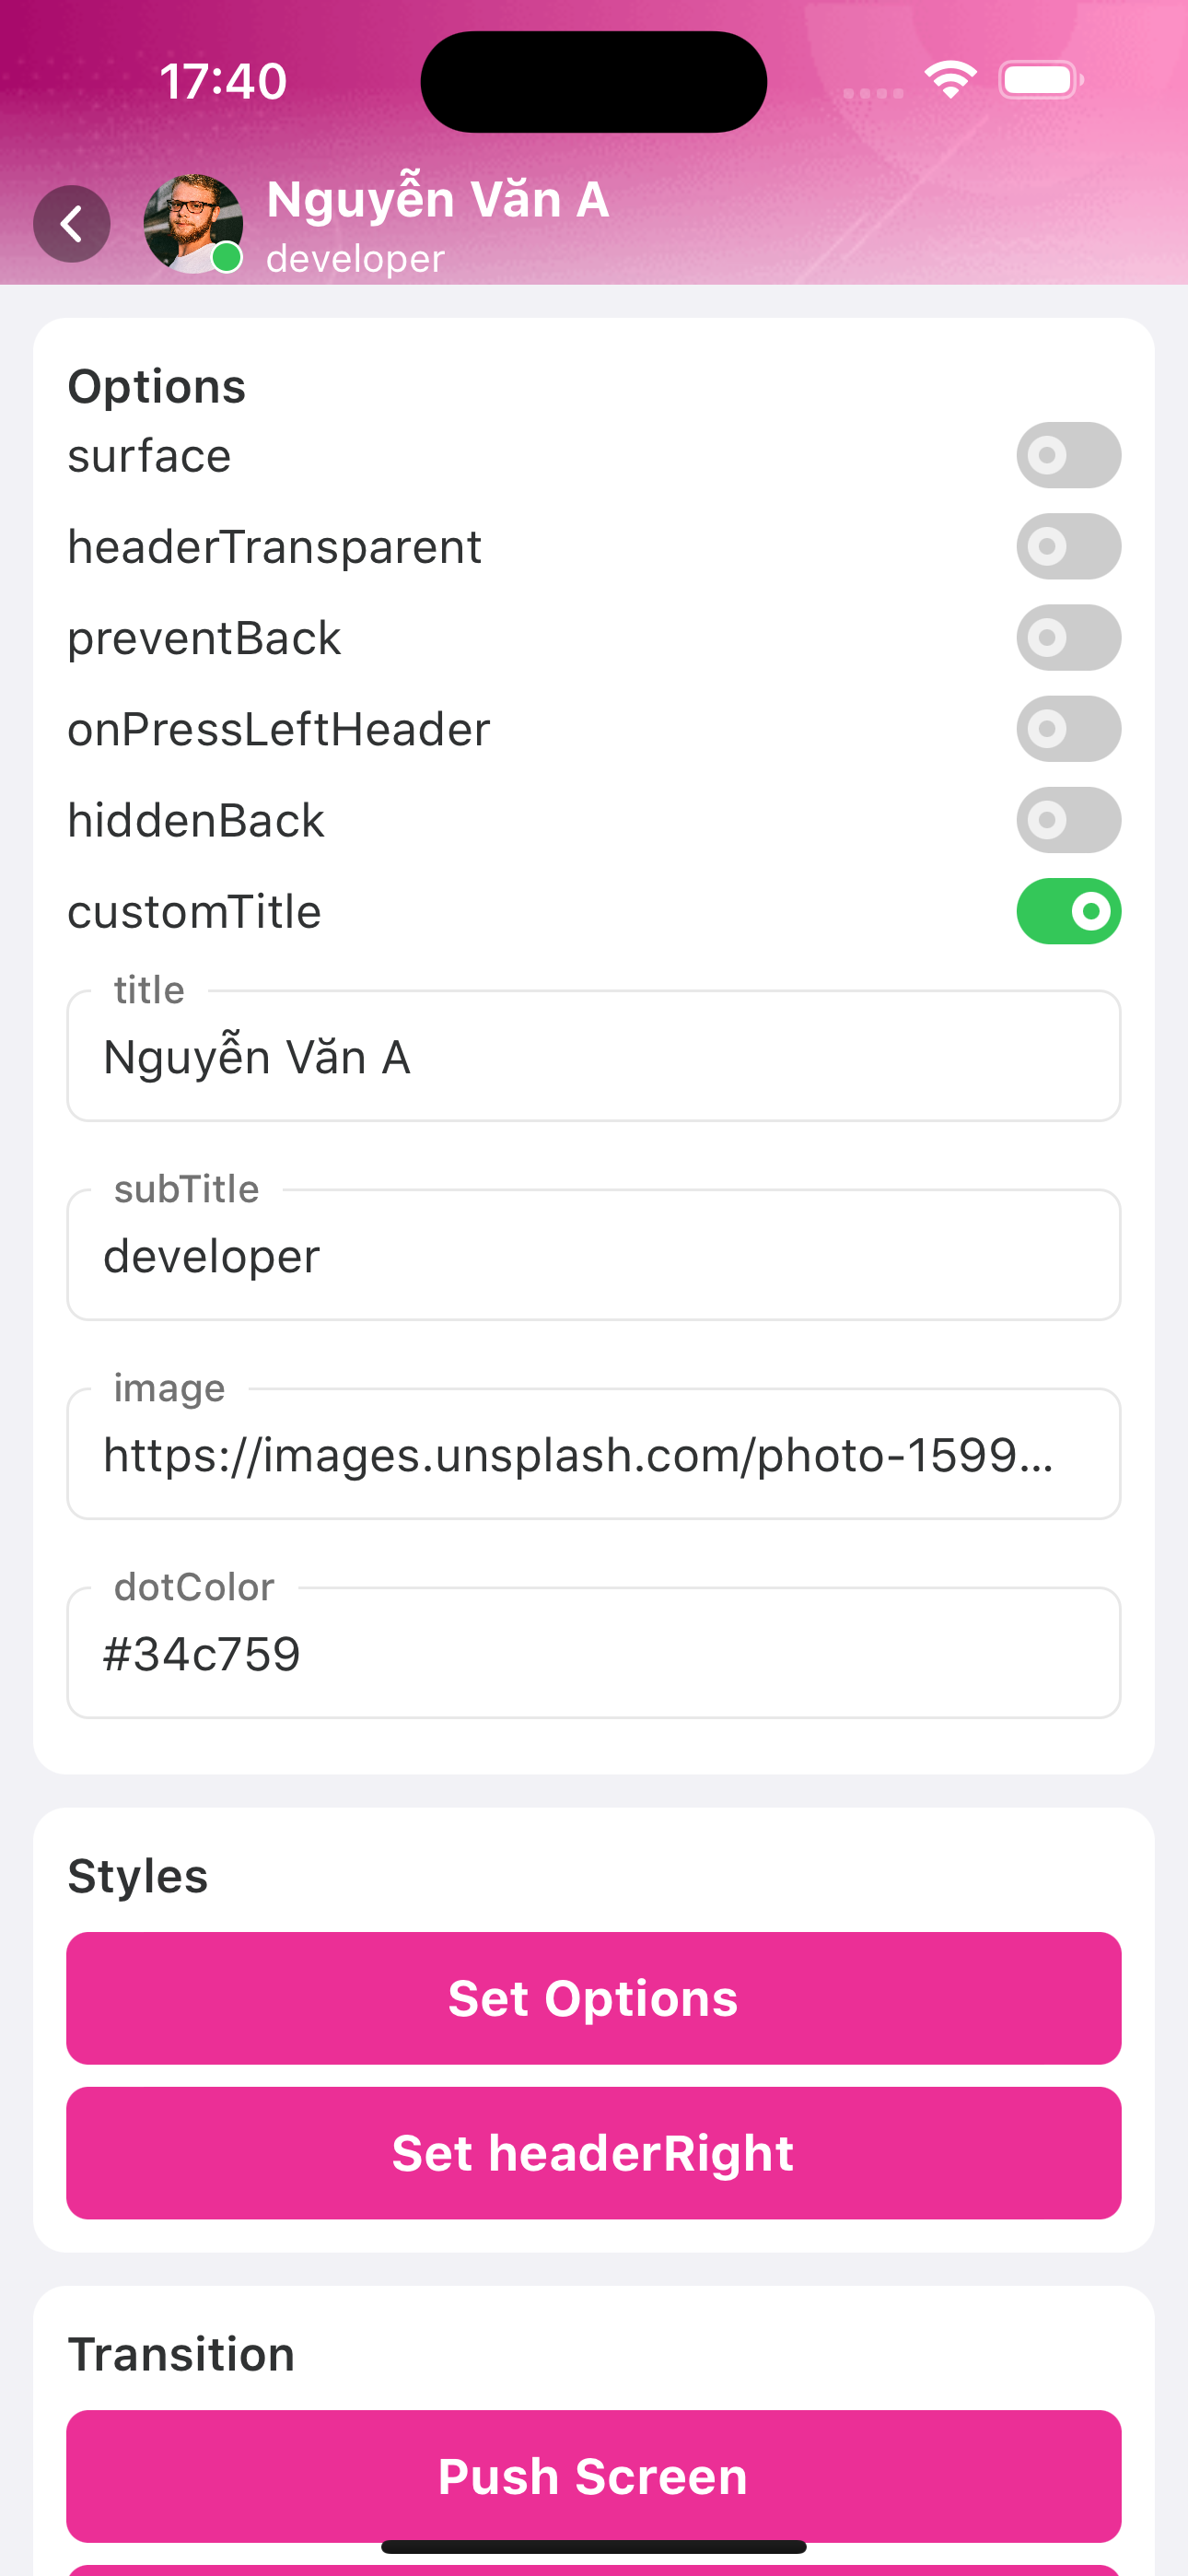 17:40
Nguyễn Văn A
developer
Options
surface
headerTransparent
preventBack
onPressLeftHeader
hiddenBack
customTitle
title
Nguyễn Văn A
subTitle
developer
image
https://images.unsplash.com/photo-1599...
dotColor
#34c759
Styles
Set Options
Set headerRight
Transition
Push Screen